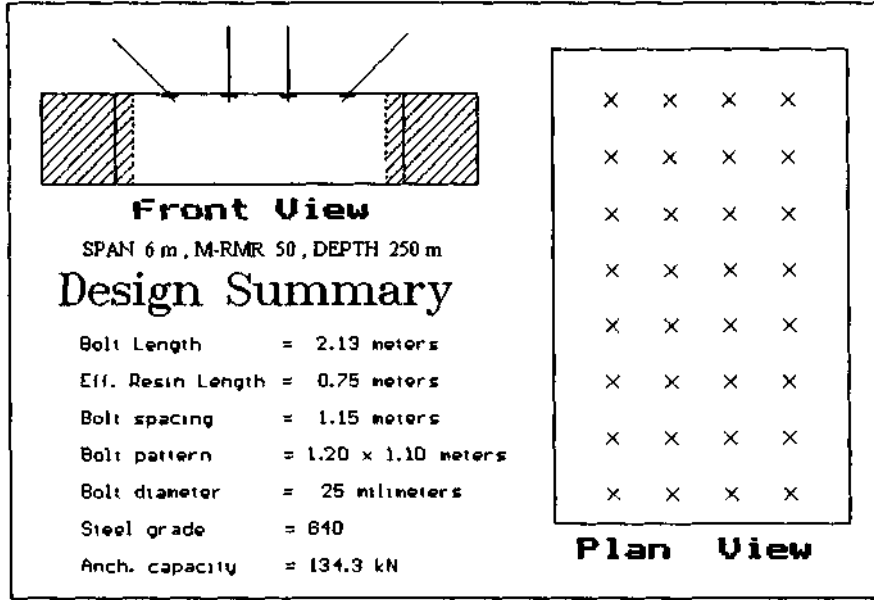 Front View
SPAN 6 m , M-RMR 50 , DEPTH 250 m
Design Summary
Bolt Length = 2.13 meters
Eff. Resin Length = 0.75 meters
Bolt spacing = 1.15 meters
Bolt pattern = 1.20 x 1.10 meters
Bolt diameter = 25 milimeters
Steel grade = 640
Anch. capacity = 134.3 kN
Plan View